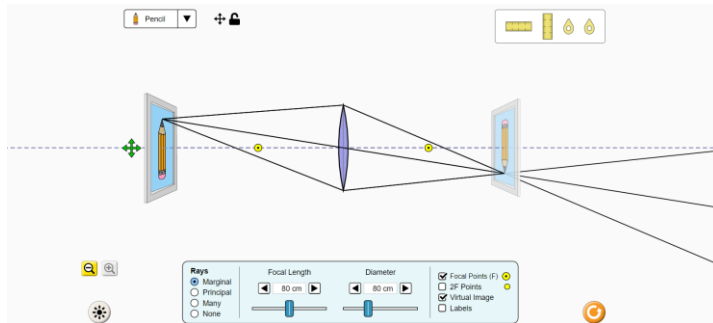 Pencil
Rays
Marginal
Principal
Many
None
Focal Length
80 cm
Diameter
80 cm
Focal Points (F)
2F Points
Virtual Image
Labels